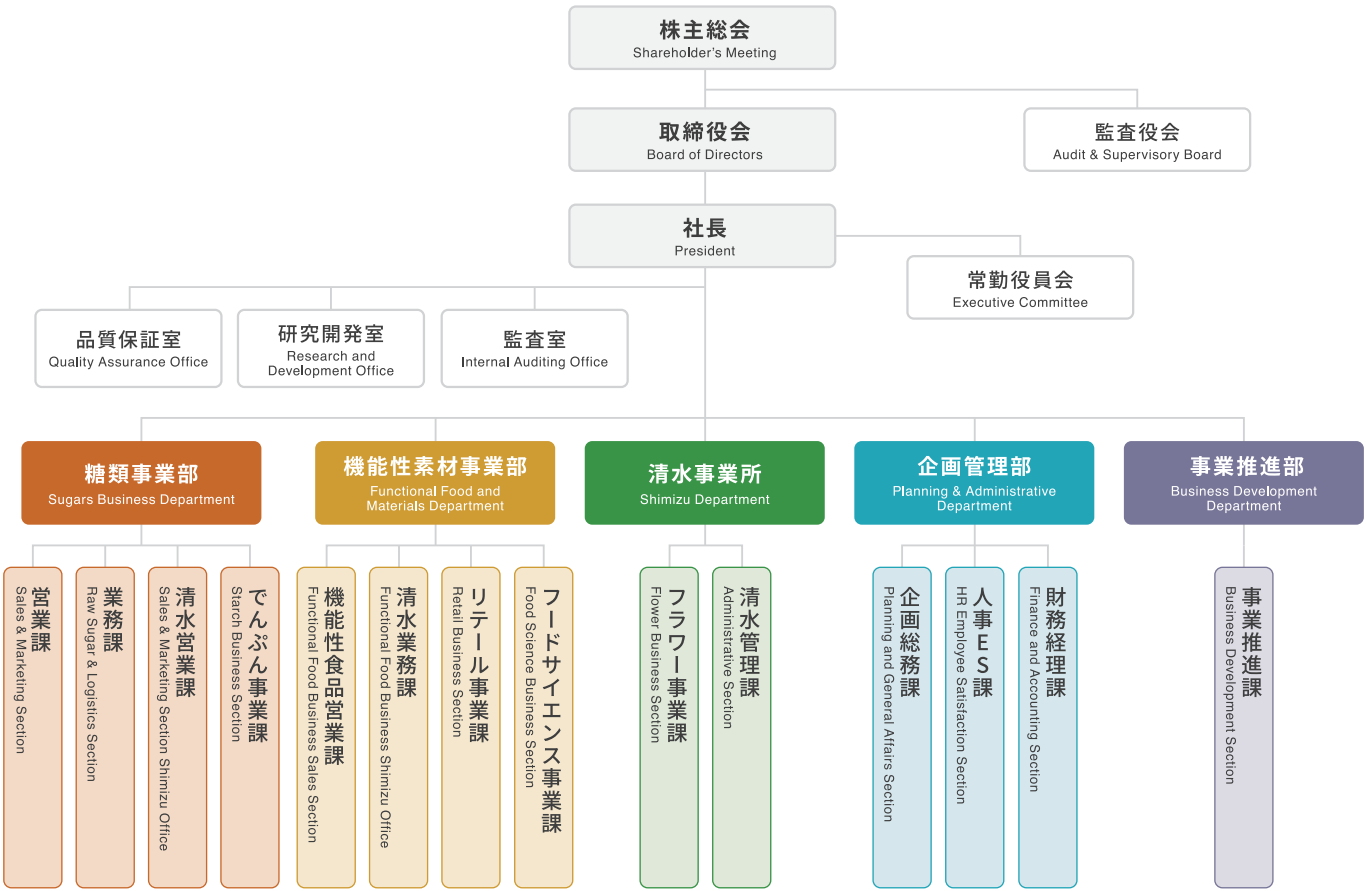 株主総会
Shareholder's Meeting
取締役会
Board of Directors
監査役会
Audit & Supervisory Board
社長
President
常勤役員会
Executive Committee
品質保証室
Quality Assurance Office
研究開発室
Research and
Development Office
監査室
Internal Auditing Office
糖類事業部
Sugars Business Department
機能性素材事業部
Functional Food and
Materials Department
清水事業所
Shimizu Department
企画管理部
Planning & Administrative
Department
事業推進部
Business Development
Department
営業課
Sales & Marketing Section
業務課
Raw Sugar & Logistics Section
清水営業課
Sales & Marketing Section Shimizu Office
でんぷん事業課
Starch Business Section
機能性食品営業課
Functional Food Business Sales Section
清水業務課
Functional Food Business Shimizu Office
リテール事業課
Retail Business Section
フードサイエンス事業課
Food Science Business Section
フラワー事業課
Flower Business Section
清水管理課
Administrative Section
企画総務課
Planning and General Affairs Section
人事ES課
HR Employee Satisfaction Section
財務経理課
Finance and Accounting Section
事業推進課
Business Development Section